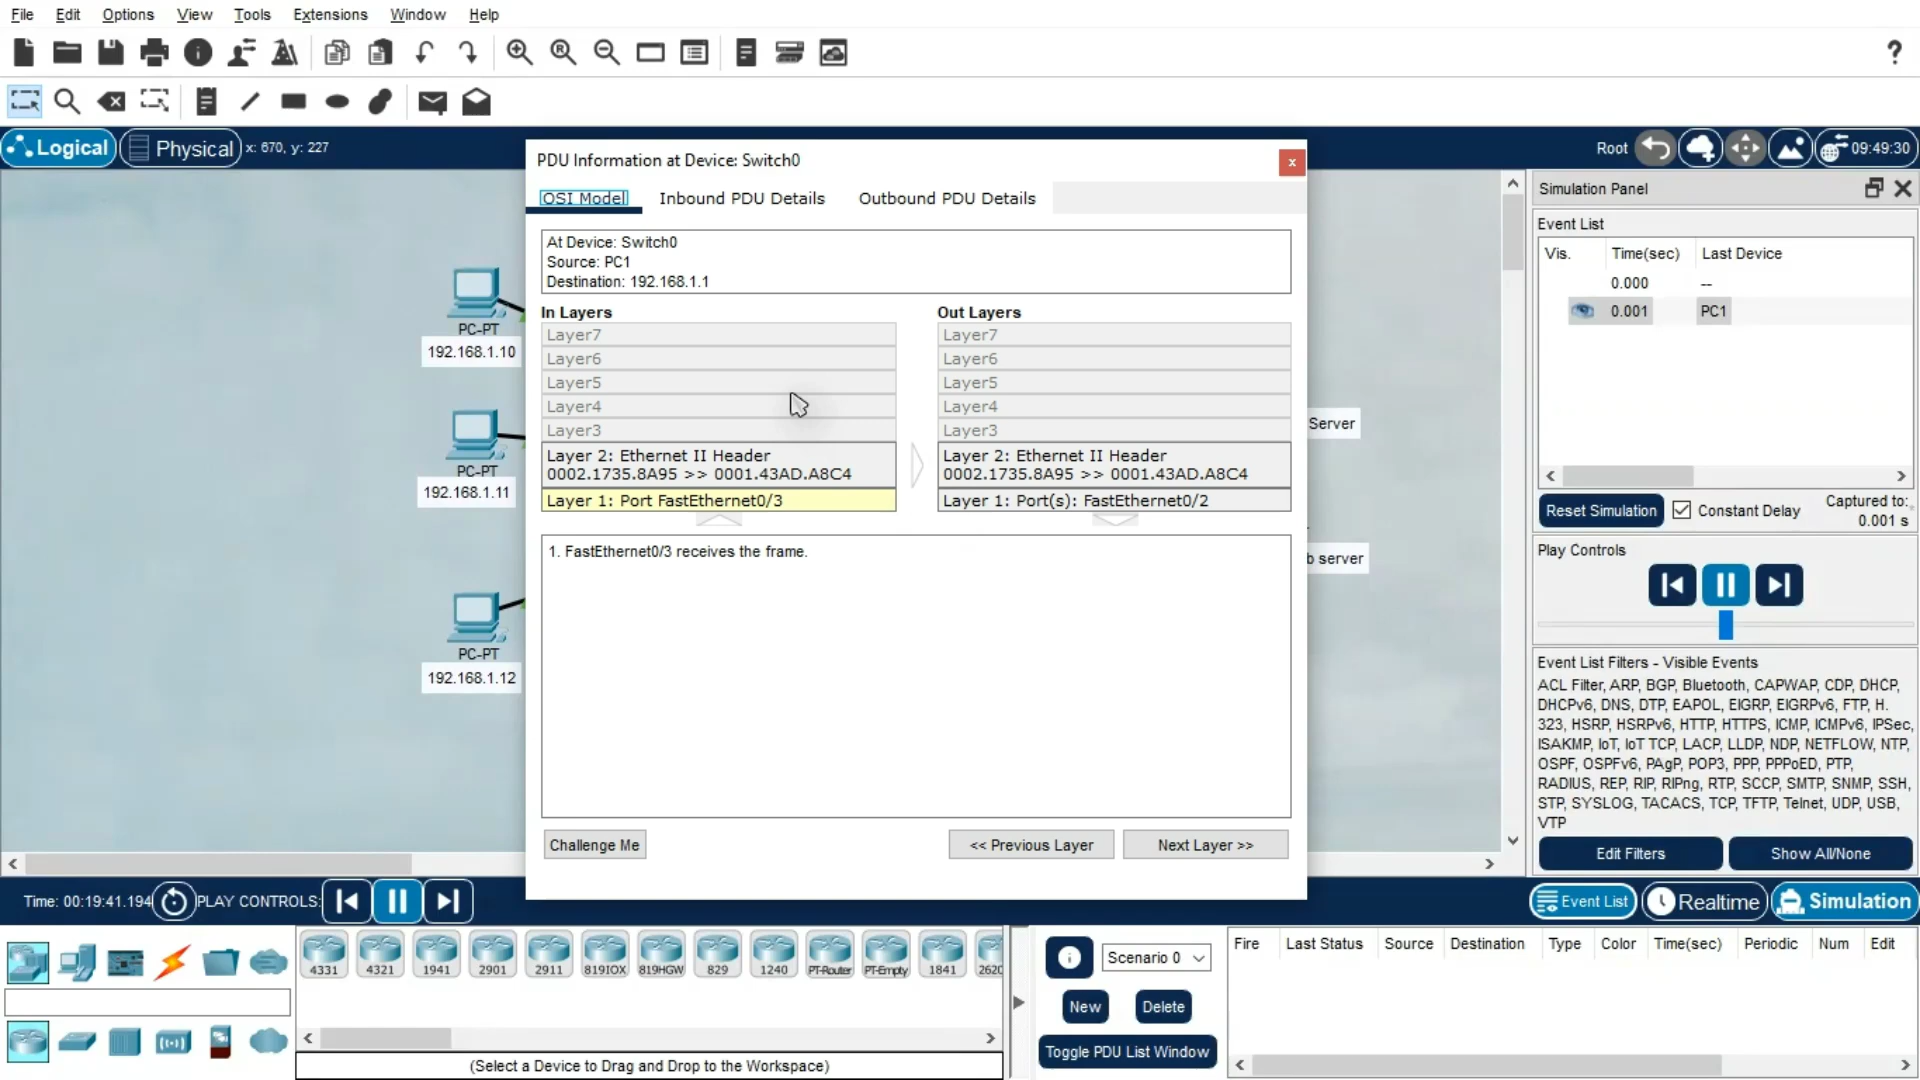 File Edit Options View Tools Extensions Window Help
?
Logical Physical x: 670, y: 227
Root 09:49:30
PDU Information at Device: Switch0
x
OSI Model Inbound PDU Details Outbound PDU Details
At Device: Switch0
Source: PC1
Destination: 192.168.1.1
In Layers
Layer7
Layer6
Layer5
Layer4
Layer3
Layer 2: Ethernet II Header
0002.1735.8A95 >> 0001.43AD.A8C4
Layer 1: Port FastEthernet0/3
Out Layers
Layer7
Layer6
Layer5
Layer4
Layer3
Layer 2: Ethernet II Header
0002.1735.8A95 >> 0001.43AD.A8C4
Layer 1: Port(s): FastEthernet0/2
1. FastEthernet0/3 receives the frame.
Challenge Me << Previous Layer Next Layer >>
PC-PT
192.168.1.10
PC-PT
192.168.1.11
PC-PT
192.168.1.12
Server
b server
Simulation Panel
Event List
Vis. Time(sec) Last Device
0.000 --
0.001 PC1
Reset Simulation Constant Delay Captured to:
0.001 s
Play Controls
Event List Filters - Visible Events
ACL Filter, ARP, BGP, Bluetooth, CAPWAP, CDP, DHCP,
DHCPv6, DNS, DTP, EAPOL, EIGRP, EIGRPv6, FTP, H.
323, HSRP, HSRPv6, HTTP, HTTPS, ICMP, ICMPv6, IPSec,
ISAKMP, IoT, IoT TCP, LACP, LLDP, NDP, NETFLOW, NTP,
OSPF, OSPFv6, PAgP, POP3, PPP, PPPoED, PTP,
RADIUS, REP, RIP, RIPng, RTP, SCCP, SMTP, SNMP, SSH,
STP, SYSLOG, TACACS, TCP, TFTP, Telnet, UDP, USB,
VTP
Edit Filters Show All/None
Time: 00:19:41.194 PLAY CONTROLS:
Event List Realtime Simulation
4331 4321 1941 2901 2911 819IOX 819HGW 829 1240 PT-Router PT-Empty 1841 2620
(Select a Device to Drag and Drop to the Workspace)
Scenario 0
New Delete
Toggle PDU List Window
Fire Last Status Source Destination Type Color Time(sec) Periodic Num Edit